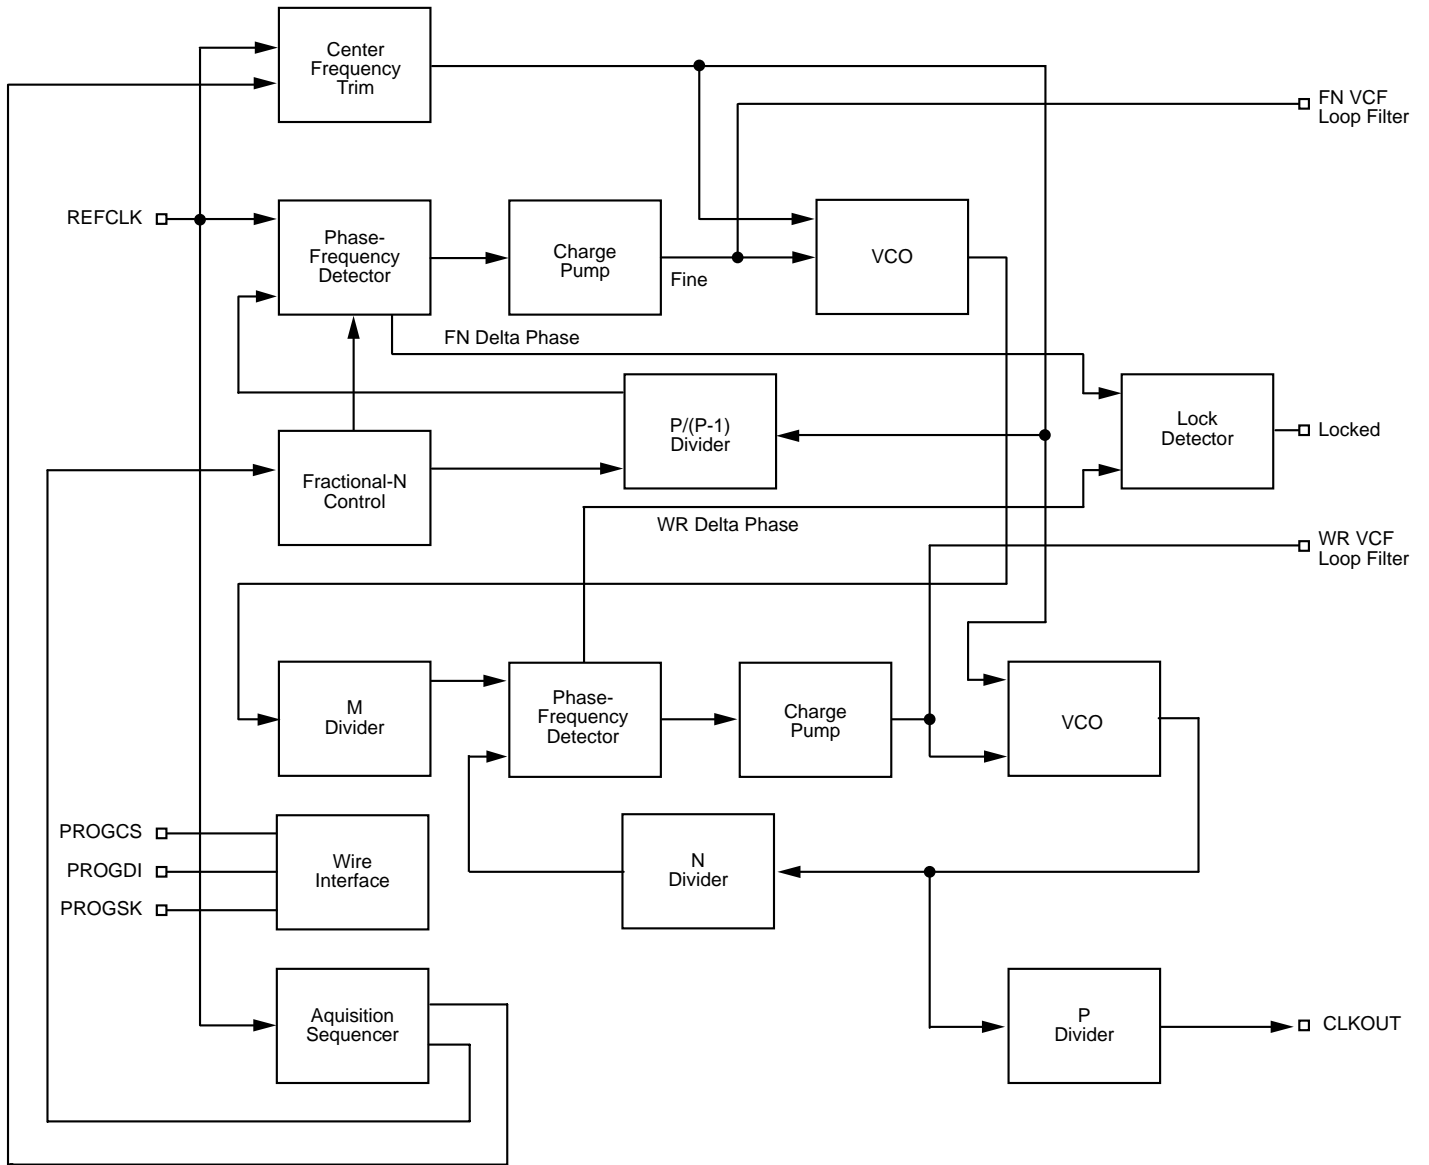 Center
Frequency
Trim
FN VCF
Loop Filter
REFCLK
Phase-
Frequency
Detector
Charge
Pump
Fine
VCO
FN Delta Phase
P/(P-1)
Divider
Lock
Detector
Locked
Fractional-N
Control
WR Delta Phase
WR VCF
Loop Filter
M
Divider
Phase-
Frequency
Detector
Charge
Pump
VCO
PROGCS
PROGDI
PROGSK
Wire
Interface
N
Divider
Aquisition
Sequencer
P
Divider
CLKOUT